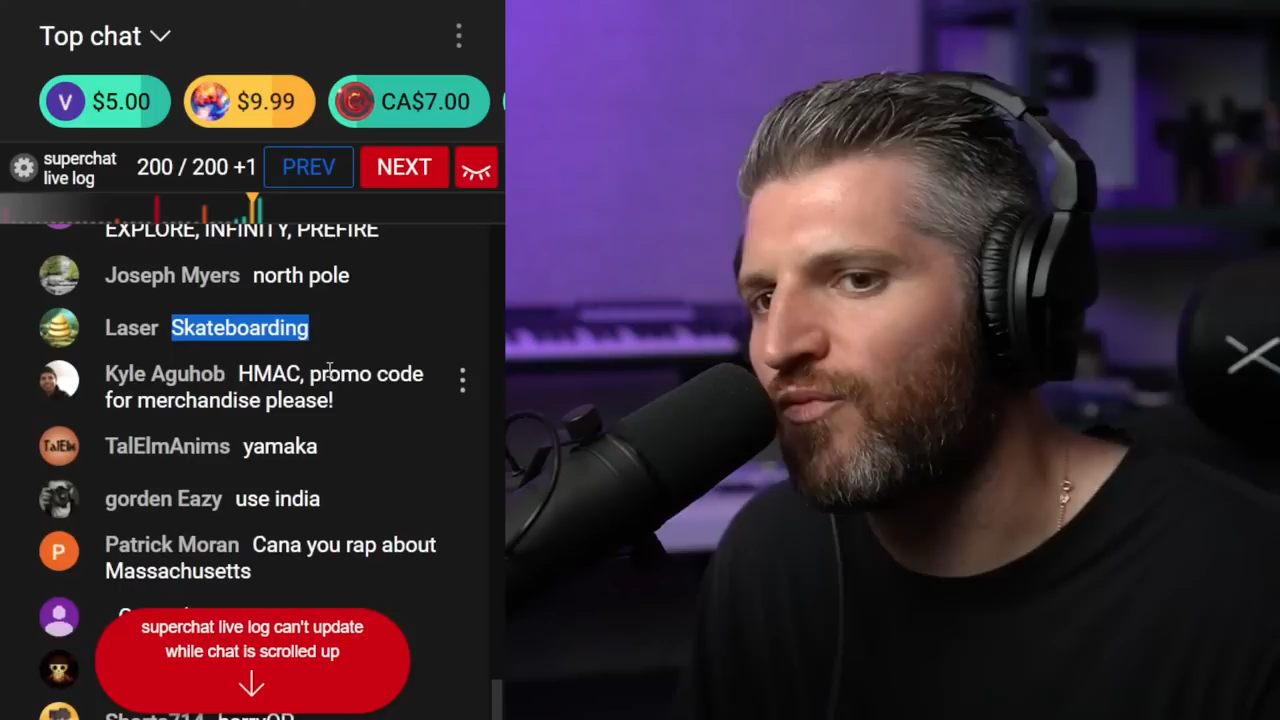 Top chat
$5.00 $9.99 CA$7.00
superchat live log 200 / 200 +1 PREV NEXT
EXPLORE, INFINITY, PREFIRE
Joseph Myers north pole
Laser Skateboarding
Kyle Aguhob HMAC, promo code
for merchandise please!
TalElmAnims yamaka
gorden Eazy use india
Patrick Moran Cana you rap about
Massachusetts
superchat live log can't update
while chat is scrolled up